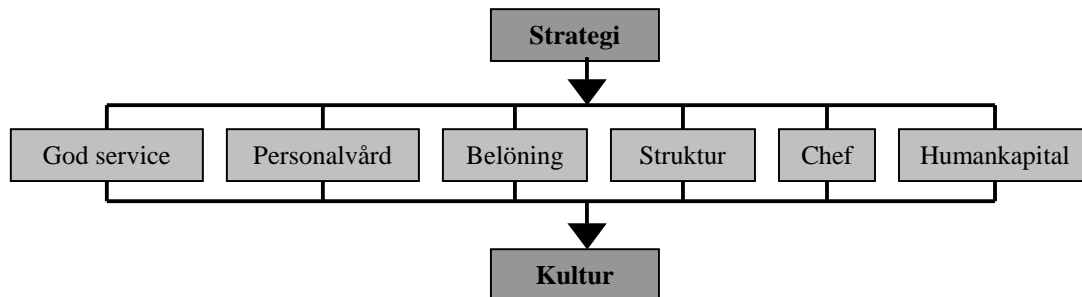 Strategi
God service
Personalvård
Belöning
Struktur
Chef
Humankapital
Kultur